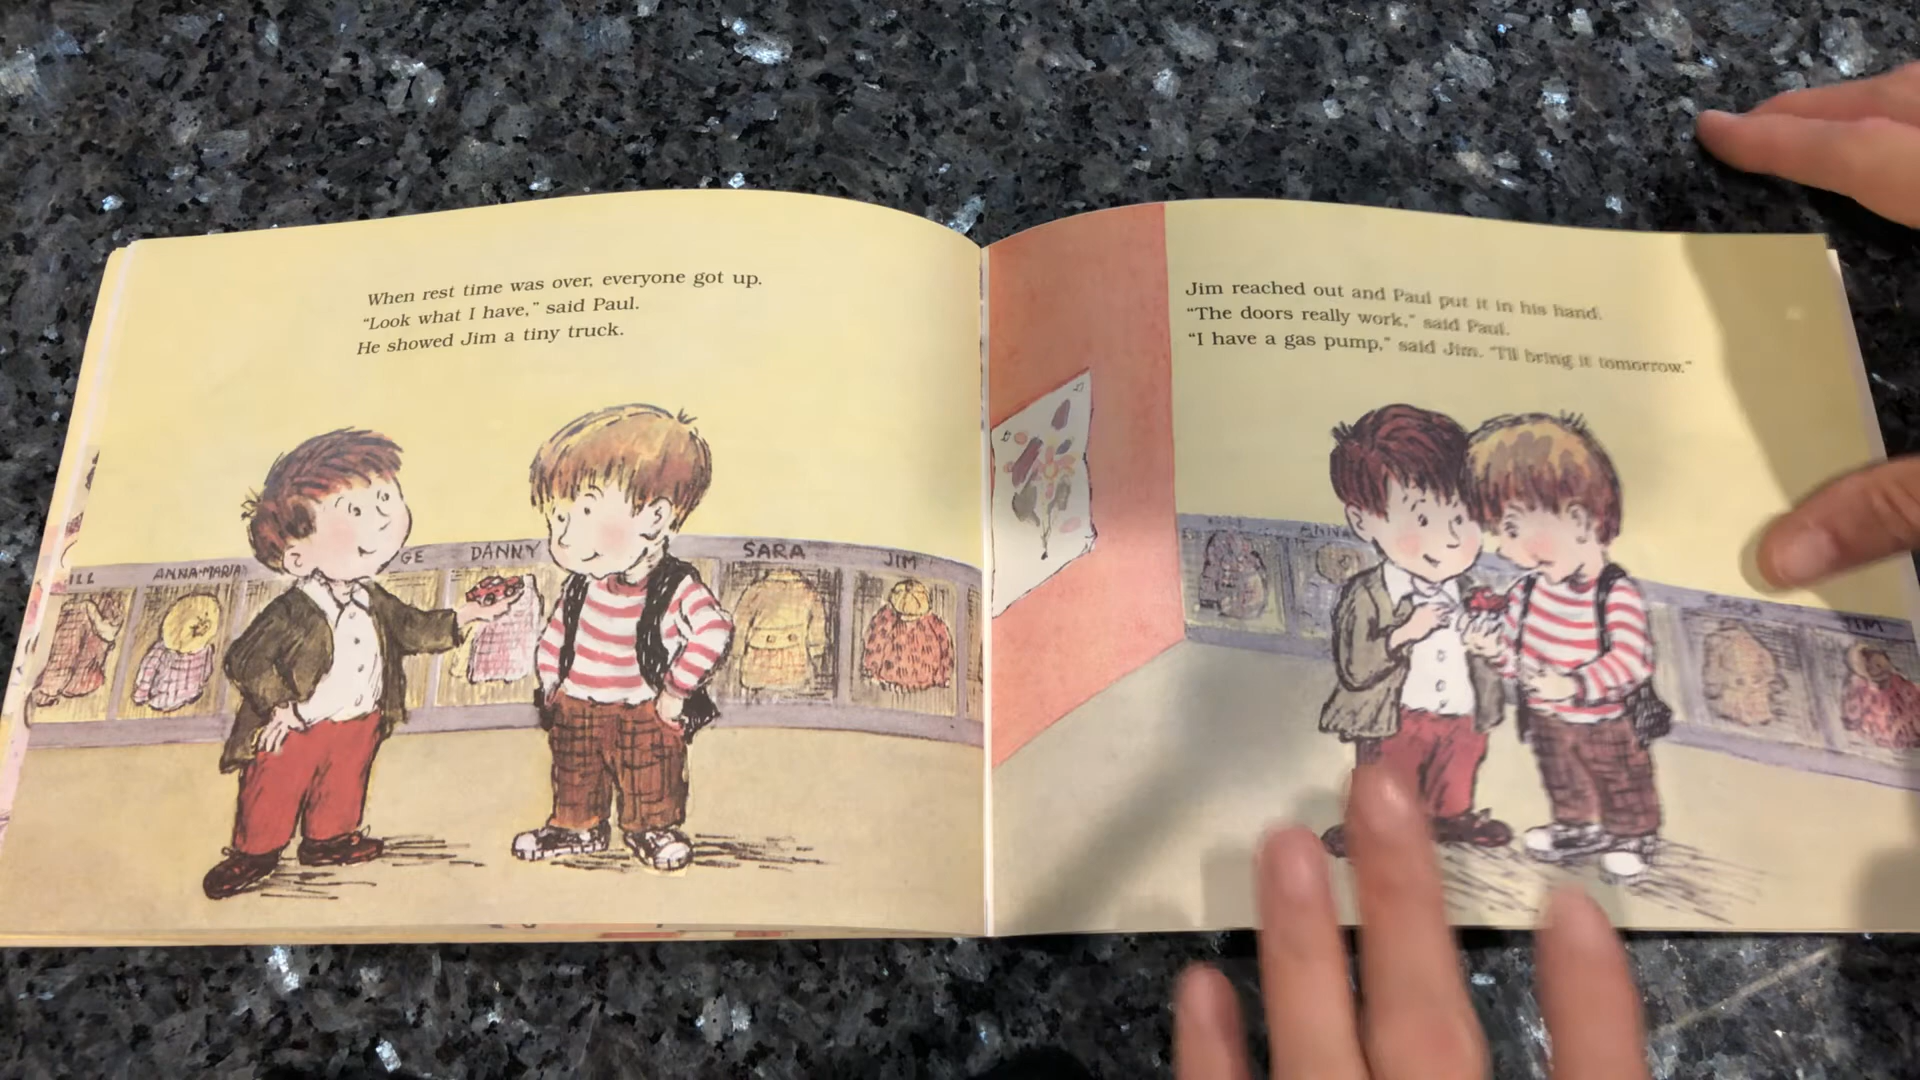 When rest time was over, everyone got up.
"Look what I have," said Paul.
He showed Jim a tiny truck.
ILL
ANNA-MARIA
GE
DANNY
SARA
JIM
Jim reached out and Paul put it in his hand.
"The doors really work," said Paul.
"I have a gas pump," said Jim. "I'll bring it tomorrow."
ANNA
SARA
JIM